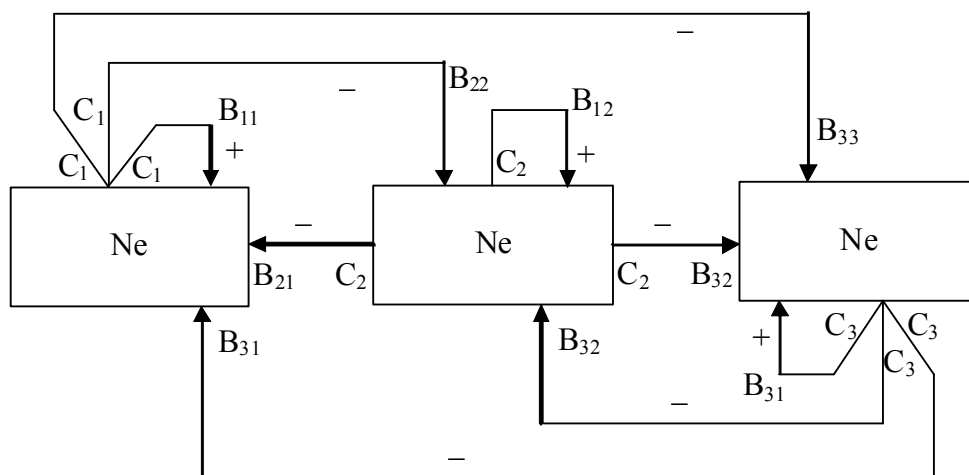 −
−
B₂₂
C₁
B₁₁
B₁₂
B₃₃
C₁
C₁
+
C₂
+
Ne
−
Ne
−
Ne
B₂₁
C₂
C₂
B₃₂
B₃₁
B₃₂
+
C₃
C₃
C₃
B₃₁
−
−